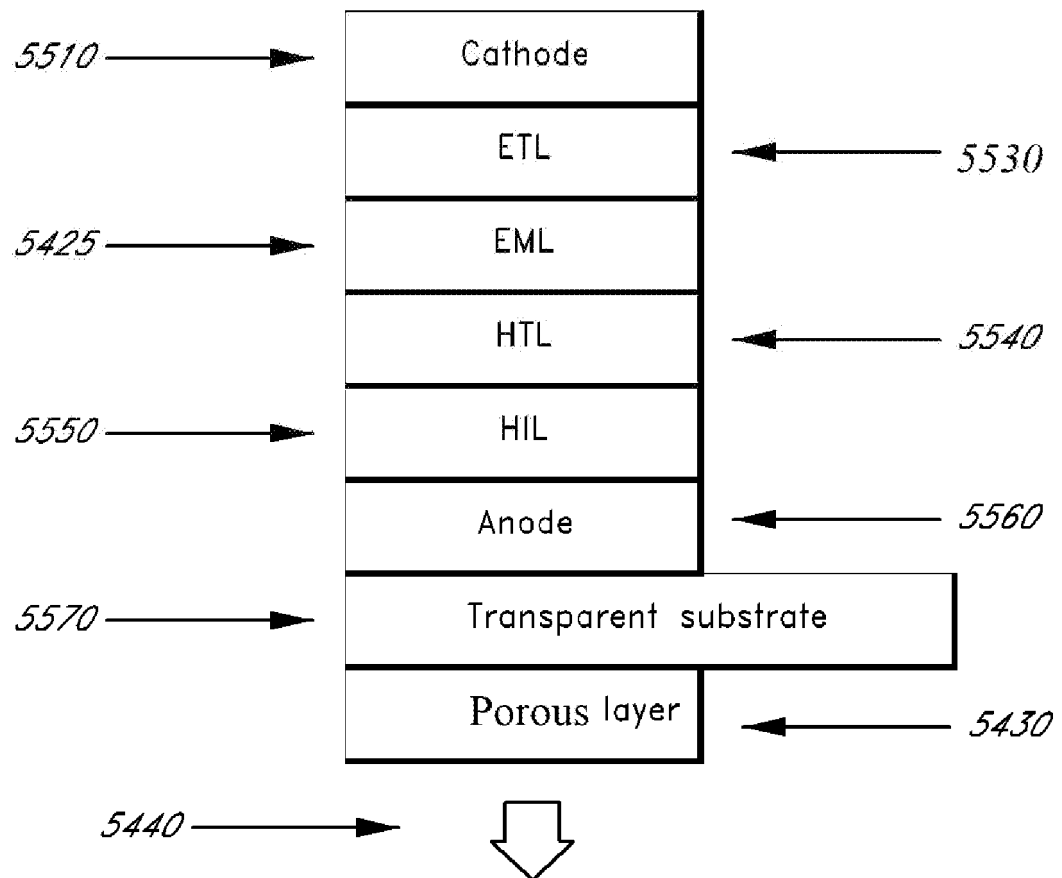 5510 Cathode
ETL 5530
5425 EML
HTL 5540
5550 HIL
Anode 5560
5570 Transparent substrate
Porous layer 5430
5440